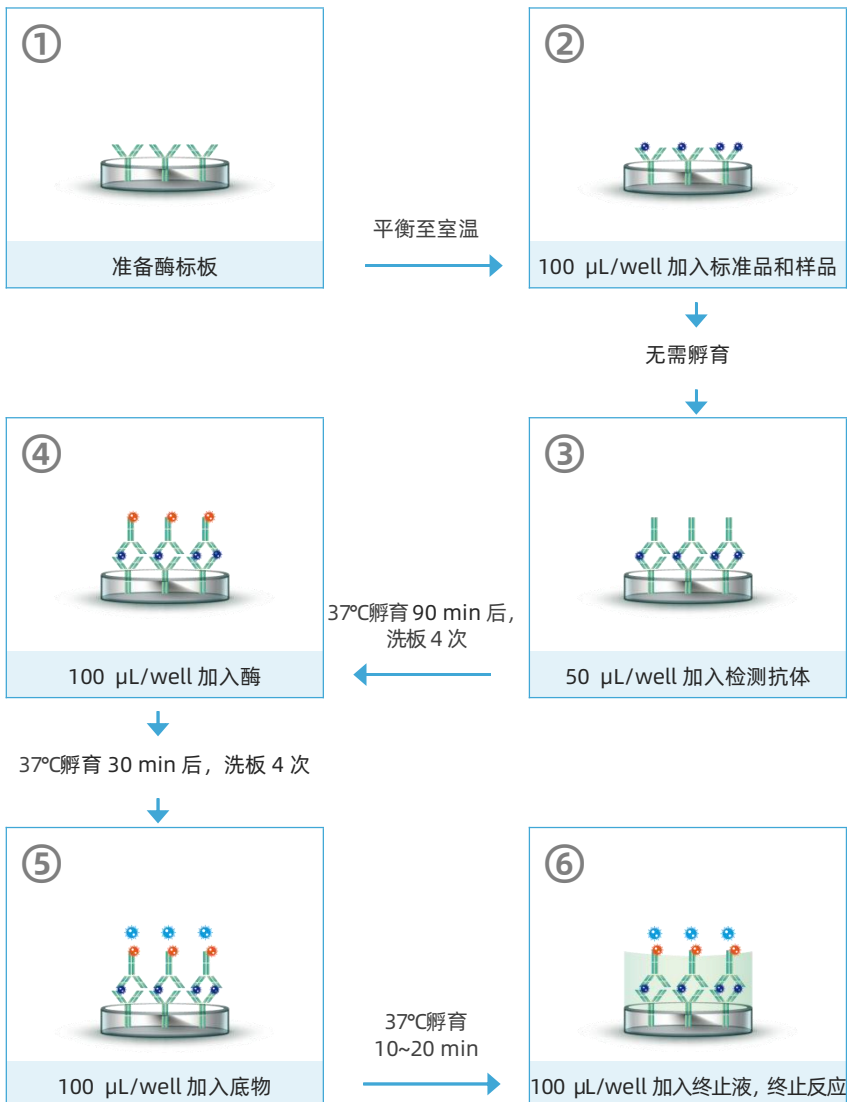 ①
准备酶标板
平衡至室温
②
100 μL/well 加入标准品和样品
无需孵育
③
50 μL/well 加入检测抗体
37℃孵育 90 min 后，
洗板 4 次
④
100 μL/well 加入酶
37℃孵育 30 min 后，洗板 4 次
⑤
100 μL/well 加入底物
37℃孵育
10~20 min
⑥
100 μL/well 加入终止液, 终止反应